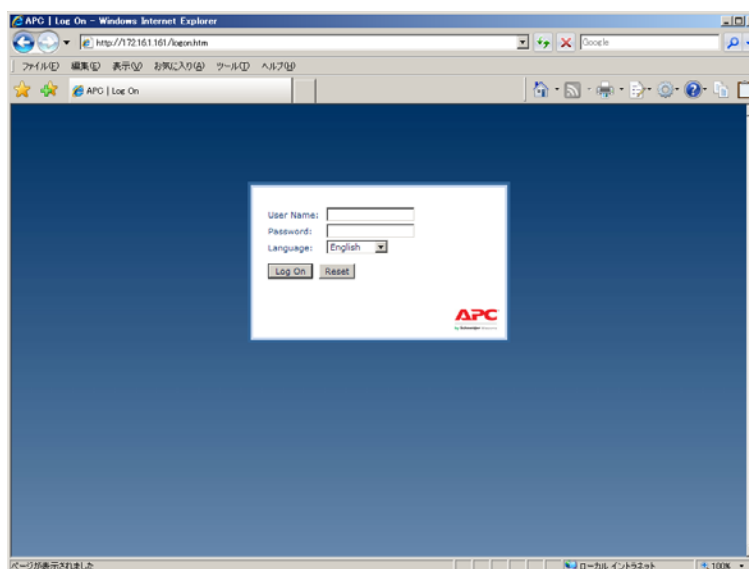 APC | Log On - Windows Internet Explorer
http://172.16.1.161/logon.htm
Google
ファイル(F) 編集(E) 表示(V) お気に入り(A) ツール(T) ヘルプ(H)
APC | Log On
User Name:
Password:
Language: English
Log On Reset
APC
by Schneider Electric
ページが表示されました
ローカル イントラネット
100%